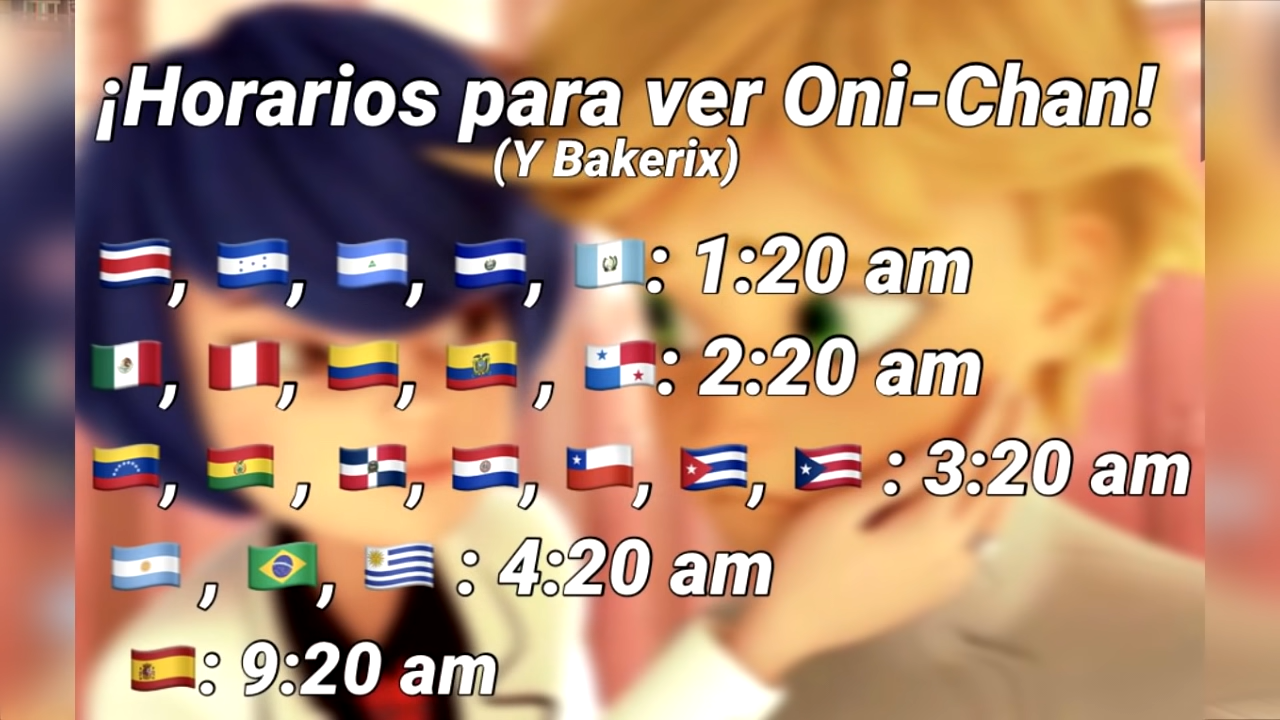 ¡Horarios para ver Oni-Chan!
(Y Bakerix)
🇨🇷, 🇭🇳, 🇳🇮, 🇸🇻, 🇬🇹: 1:20 am
🇲🇽, 🇵🇪, 🇨🇴, 🇪🇨 , 🇵🇦: 2:20 am
🇻🇪, 🇧🇴 , 🇩🇴, 🇵🇾, 🇨🇱, 🇨🇺, 🇵🇷 : 3:20 am
🇦🇷 , 🇧🇷, 🇺🇾 : 4:20 am
🇪🇸: 9:20 am